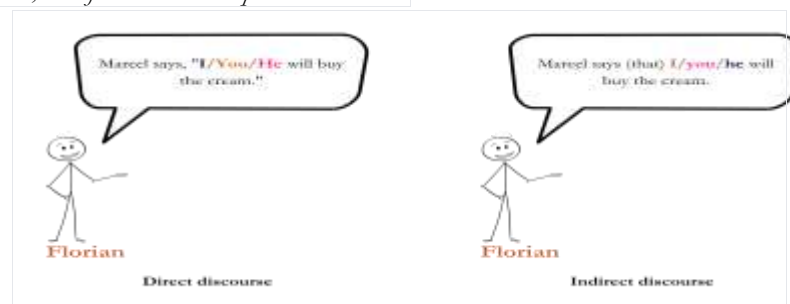 Marcel says, "I/You/He will buy
the cream."
Marcel says (that) I/you/he will
buy the cream.
Florian
Florian
Direct discourse
Indirect discourse